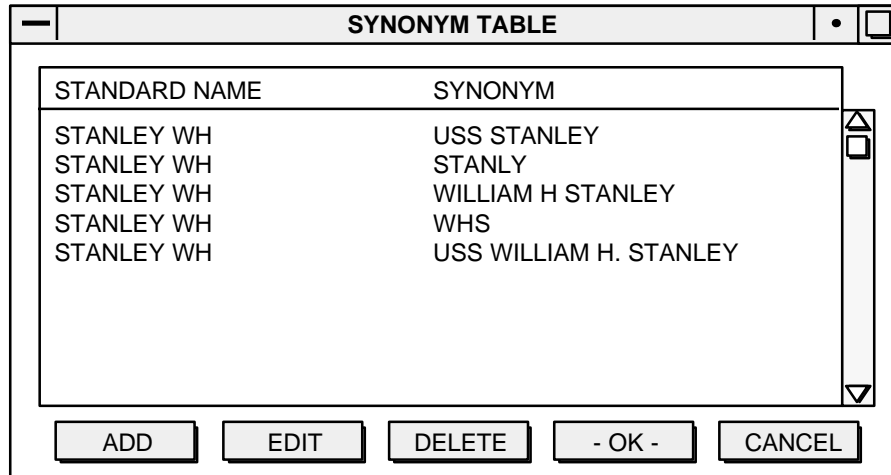 SYNONYM TABLE
STANDARD NAME SYNONYM
STANLEY WH USS STANLEY
STANLEY WH STANLY
STANLEY WH WILLIAM H STANLEY
STANLEY WH WHS
STANLEY WH USS WILLIAM H. STANLEY
ADD EDIT DELETE - OK - CANCEL